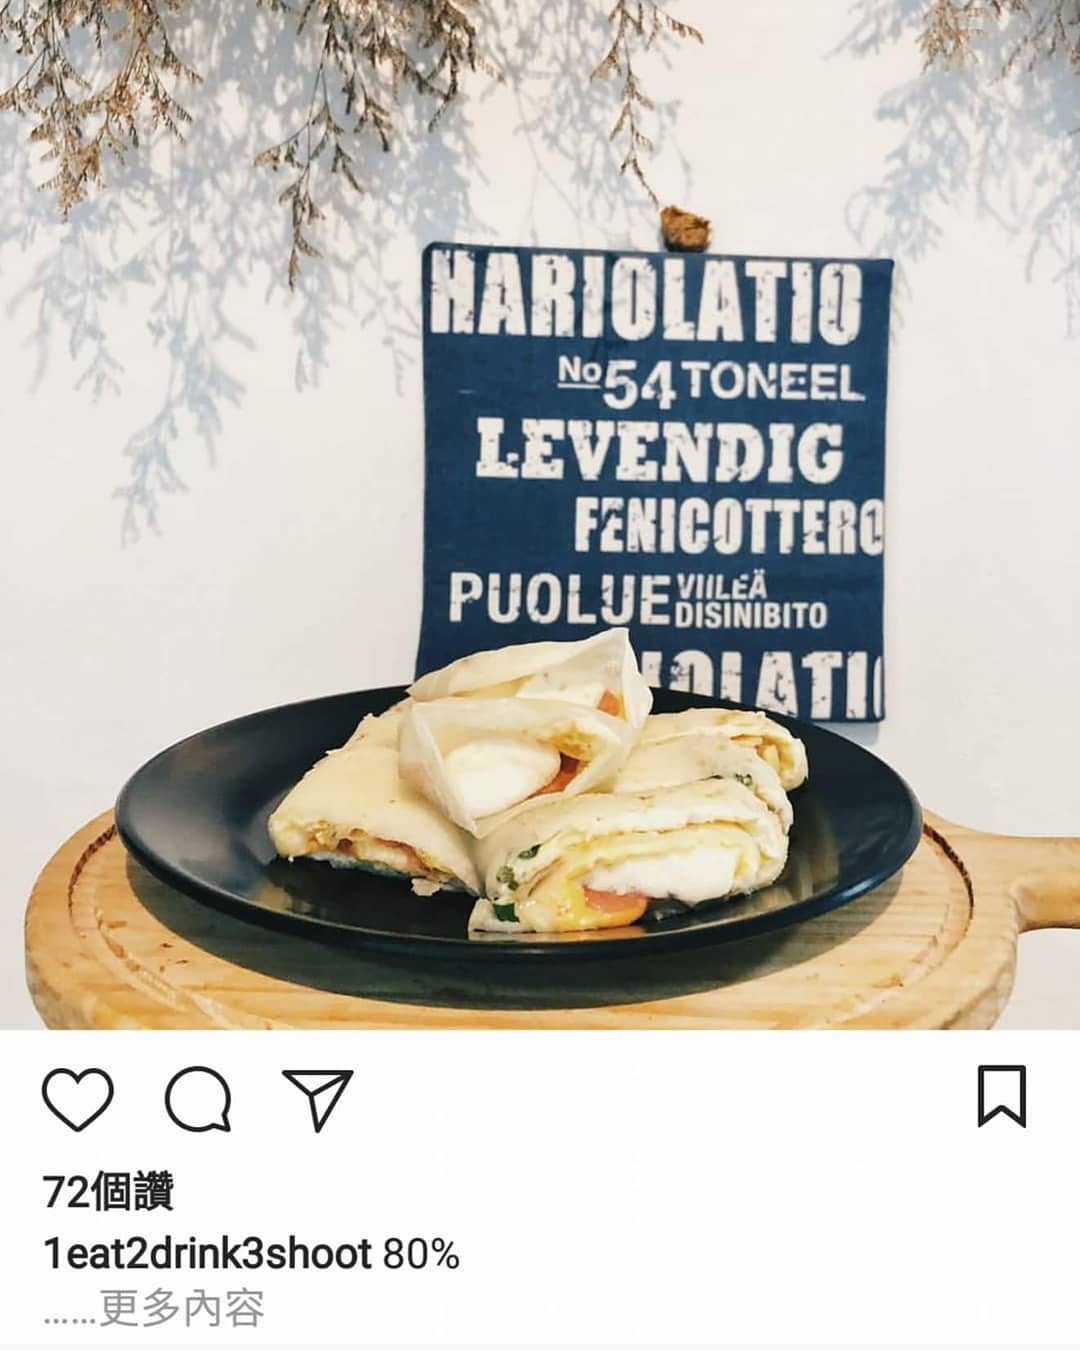 HARIOLATIO
No54 TONEEL
LEVENDIG
FENICOTTERO
PUOLUE VIILEÄ
DISINIBITO
72個讚
1eat2drink3shoot 80%
......更多內容